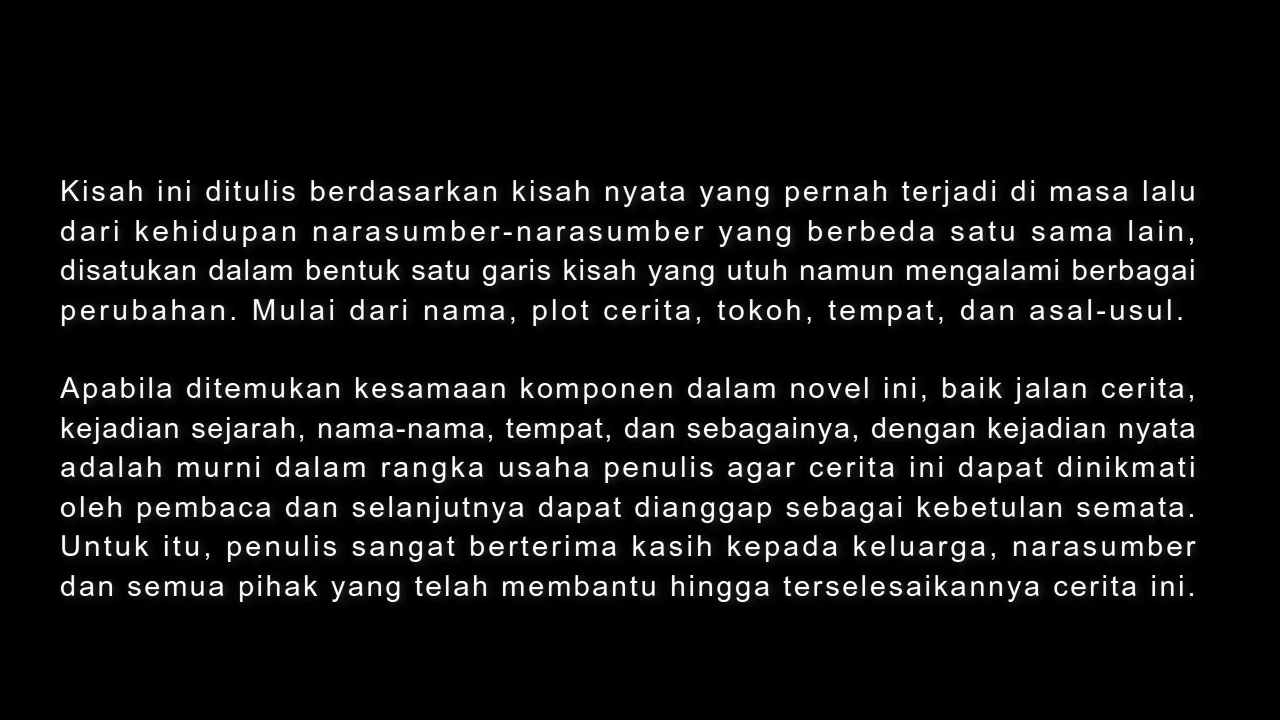 Kisah ini ditulis berdasarkan kisah nyata yang pernah terjadi di masa lalu
dari kehidupan narasumber-narasumber yang berbeda satu sama lain,
disatukan dalam bentuk satu garis kisah yang utuh namun mengalami berbagai
perubahan. Mulai dari nama, plot cerita, tokoh, tempat, dan asal-usul.
Apabila ditemukan kesamaan komponen dalam novel ini, baik jalan cerita,
kejadian sejarah, nama-nama, tempat, dan sebagainya, dengan kejadian nyata
adalah murni dalam rangka usaha penulis agar cerita ini dapat dinikmati
oleh pembaca dan selanjutnya dapat dianggap sebagai kebetulan semata.
Untuk itu, penulis sangat berterima kasih kepada keluarga, narasumber
dan semua pihak yang telah membantu hingga terselesaikannya cerita ini.